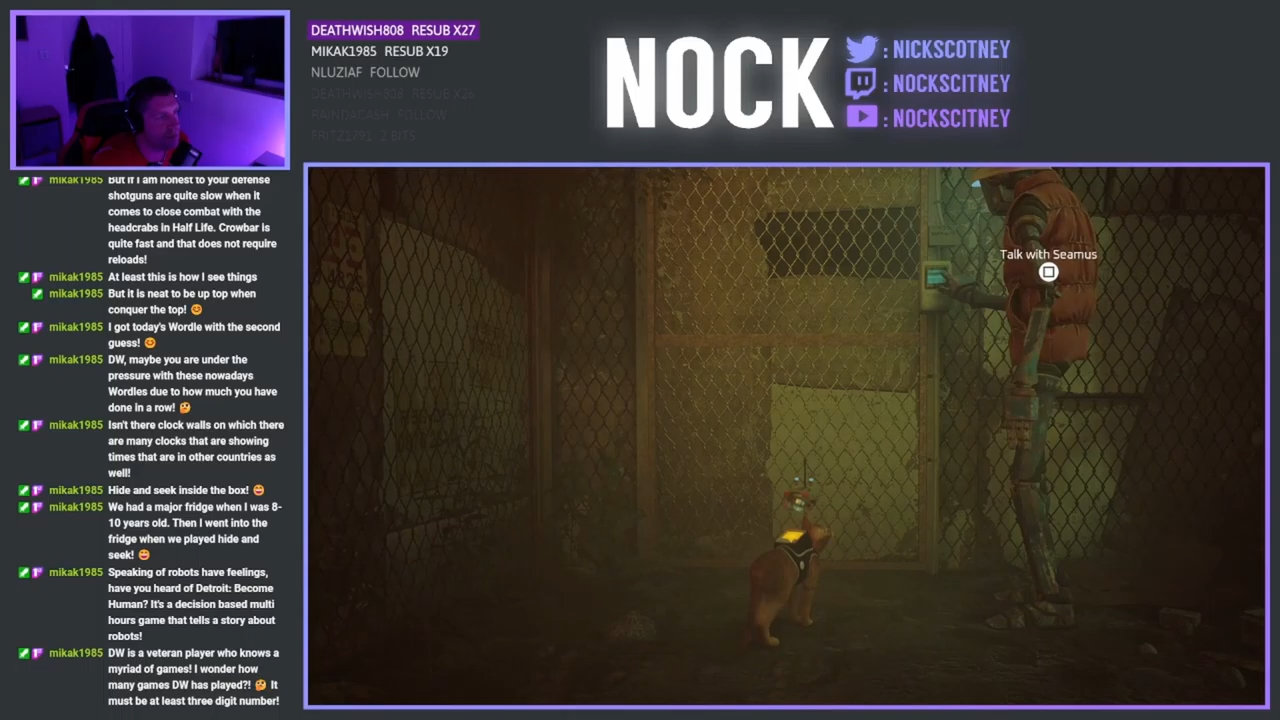 DEATHWISH808 RESUB X27
MIKAK1985 RESUB X19
NLUZIAF FOLLOW
DEATHWISH808 RESUB X26
RAINDAKASH FOLLOW
FRITZ1791 2 BITS
NOCK
: NICKSCOTNEY
: NOCKSCITNEY
: NOCKSCITNEY
mikak1985 But if I am honest to your defense
shotguns are quite slow when it
comes to close combat with the
headcrabs in Half Life. Crowbar is
quite fast and that does not require
reloads!
mikak1985 At least this is how I see things
mikak1985 But it is neat to be up top when
conquer the top! 😊
mikak1985 I got today's Wordle with the second
guess! 😊
mikak1985 DW, maybe you are under the
pressure with these nowadays
Wordles due to how much you have
done in a row! 🤔
mikak1985 Isn't there clock walls on which there
are many clocks that are showing
times that are in other countries as
well!
mikak1985 Hide and seek inside the box! 😄
mikak1985 We had a major fridge when I was 8-
10 years old. Then I went into the
fridge when we played hide and
seek! 😄
mikak1985 Speaking of robots have feelings,
have you heard of Detroit: Become
Human? It's a decision based multi
hours game that tells a story about
robots!
mikak1985 DW is a veteran player who knows a
myriad of games! I wonder how
many games DW has played?! 🤔 It
must be at least three digit number!
Talk with Seamus